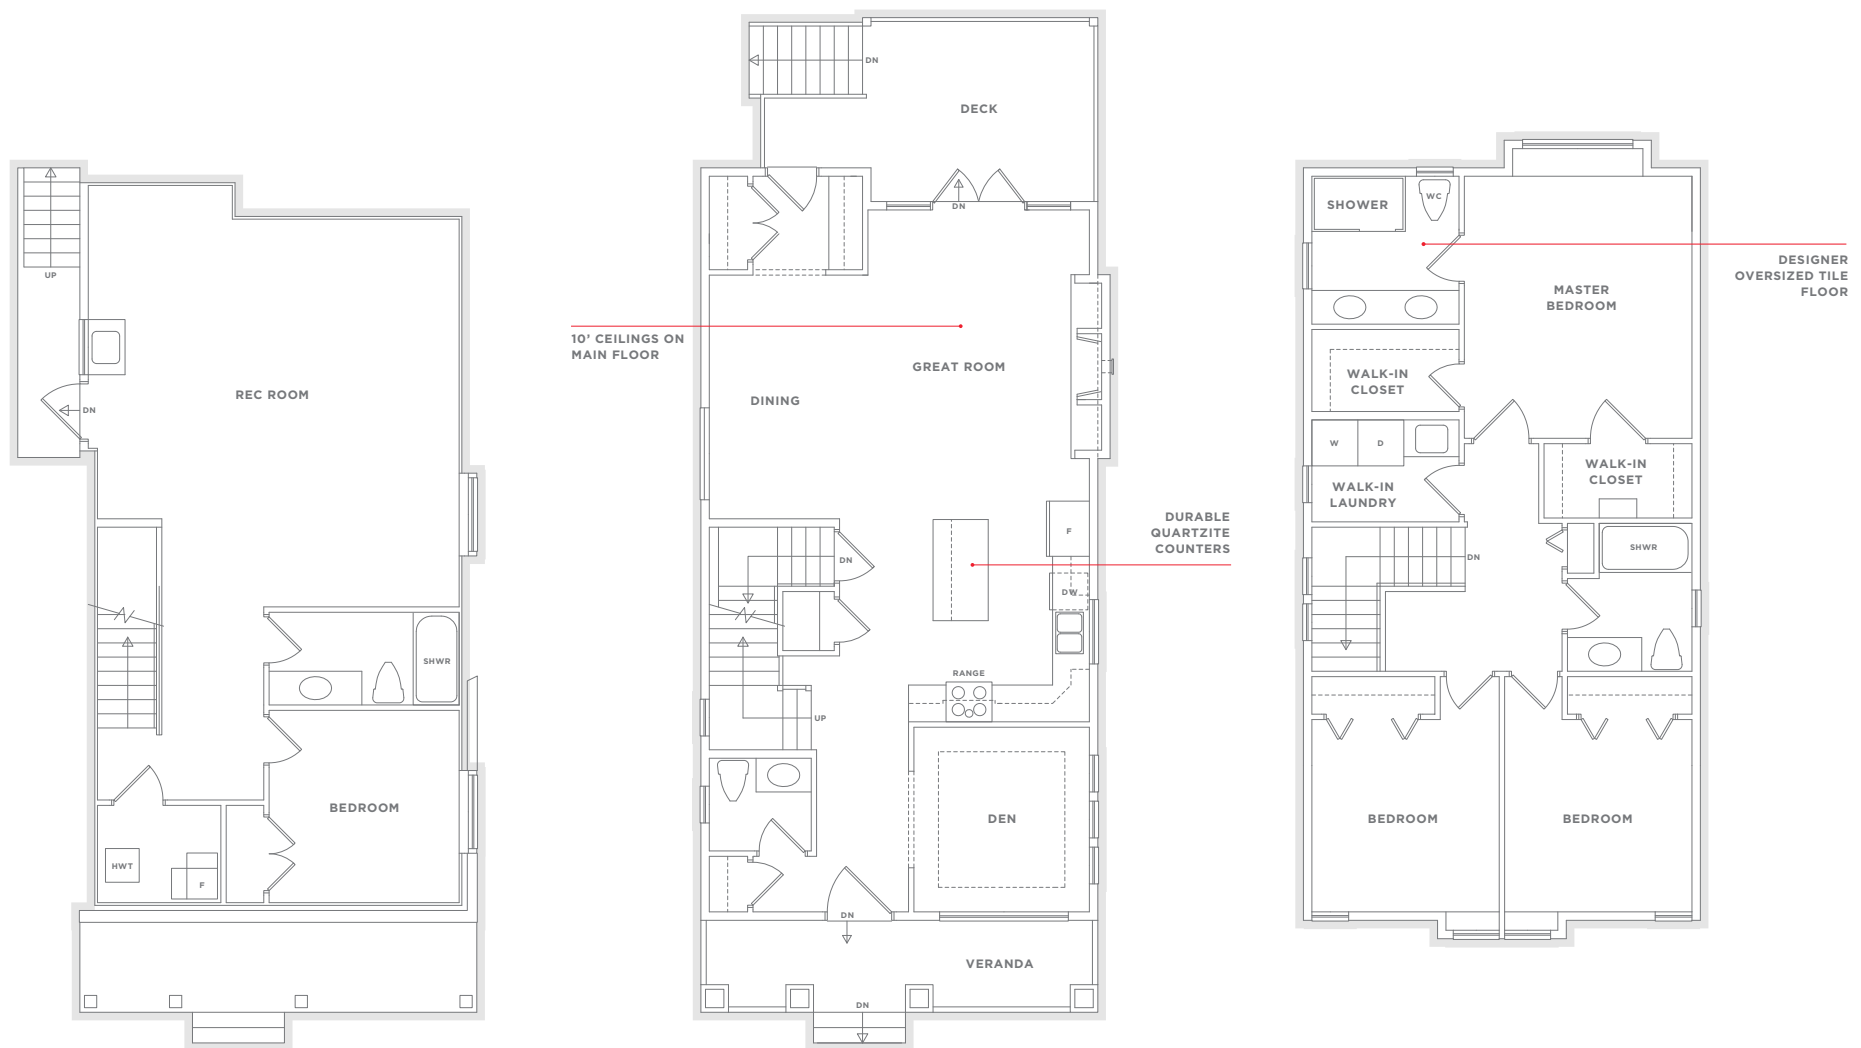 UP
DN
REC ROOM
SHWR
BEDROOM
HWT
F
DN
DECK
DN
10' CEILINGS ON
MAIN FLOOR
GREAT ROOM
DINING
DURABLE
QUARTZITE
COUNTERS
F
DN
DW
RANGE
UP
DEN
DN
VERANDA
DN
SHOWER
WC
DESIGNER
OVERSIZED TILE
FLOOR
MASTER
BEDROOM
WALK-IN
CLOSET
W
D
WALK-IN
CLOSET
WALK-IN
LAUNDRY
SHWR
DN
BEDROOM
BEDROOM